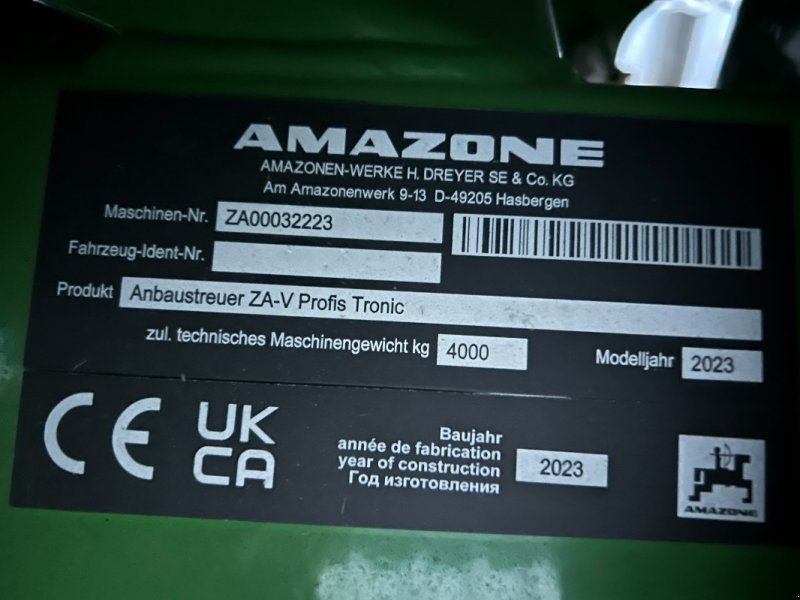 AMAZONE
AMAZONEN-WERKE H. DREYER SE & Co. KG
Am Amazonenwerk 9-13 D-49205 Hasbergen
Maschinen-Nr. ZA00032223
Fahrzeug-Ident-Nr.
Produkt Anbaustreuer ZA-V Profis Tronic
zul. technisches Maschinengewicht kg 4000 Modelljahr 2023
CE UK
CA
Baujahr
année de fabrication
year of construction 2023
Год изготовления
AMAZONE